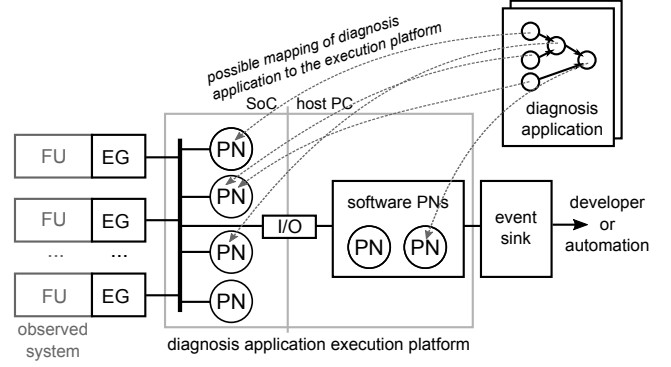 possible mapping of diagnosis
application to the execution platform
diagnosis
application
SoC
host PC
FU
EG
FU
EG
...
...
FU
EG
observed
system
PN
PN
PN
PN
I/O
software PNs
PN
PN
event
sink
developer
or
automation
diagnosis application execution platform